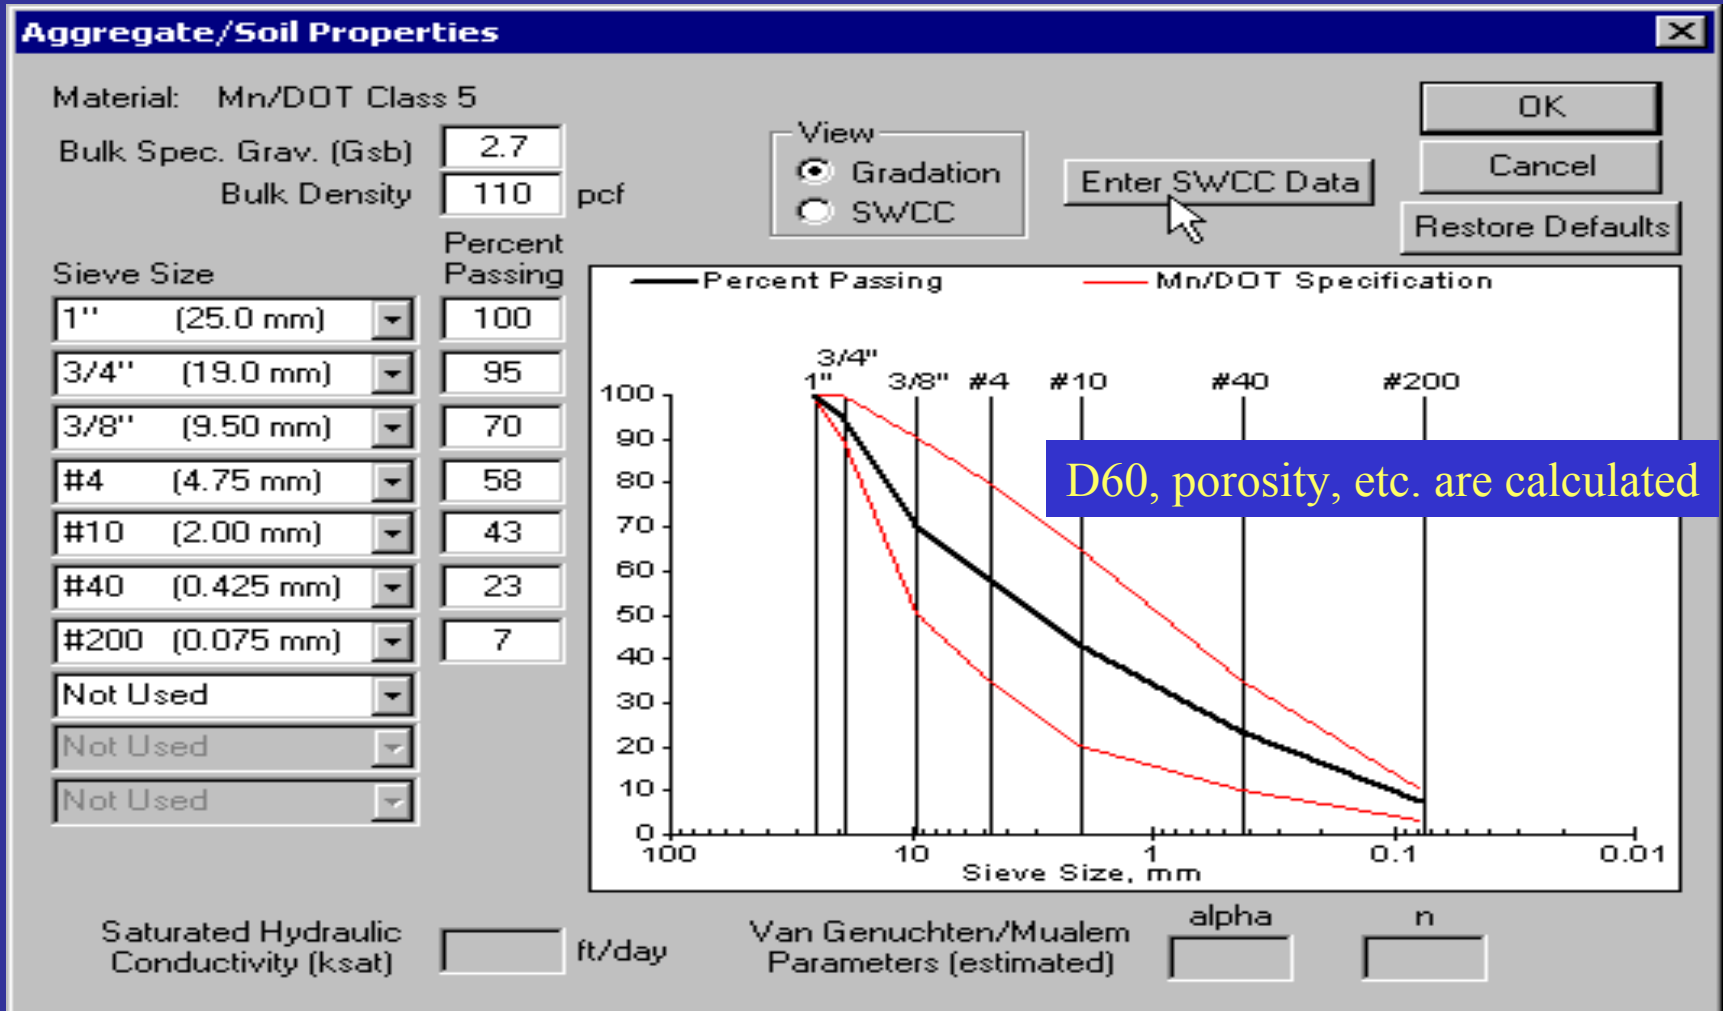 Aggregate/Soil Properties
Material: Mn/DOT Class 5
Bulk Spec. Grav. (Gsb) 2.7
Bulk Density 110 pcf
View
Gradation
SWCC
Enter SWCC Data
OK
Cancel
Restore Defaults
Sieve Size
Percent
Passing
1" (25.0 mm) 100
3/4" (19.0 mm) 95
3/8" (9.50 mm) 70
#4 (4.75 mm) 58
#10 (2.00 mm) 43
#40 (0.425 mm) 23
#200 (0.075 mm) 7
Not Used
Not Used
Not Used
Percent Passing Mn/DOT Specification
3/4"
1" 3/8" #4 #10 #40 #200
100
90
80
70
60
50
40
30
20
10
0
100 10 1 0.1 0.01
Sieve Size, mm
D60, porosity, etc. are calculated
Saturated Hydraulic
Conductivity (ksat) ft/day
Van Genuchten/Mualem
Parameters (estimated)
alpha n